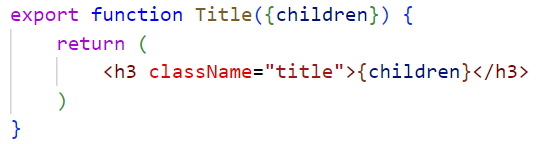 export function Title({children}) {
    return (
        <h3 className="title">{children}</h3>
    )
}